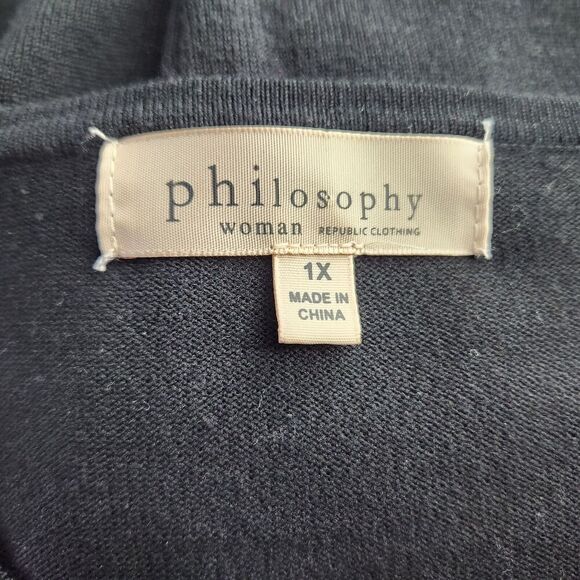 philosophy
woman REPUBLIC CLOTHING
1X
MADE IN
CHINA